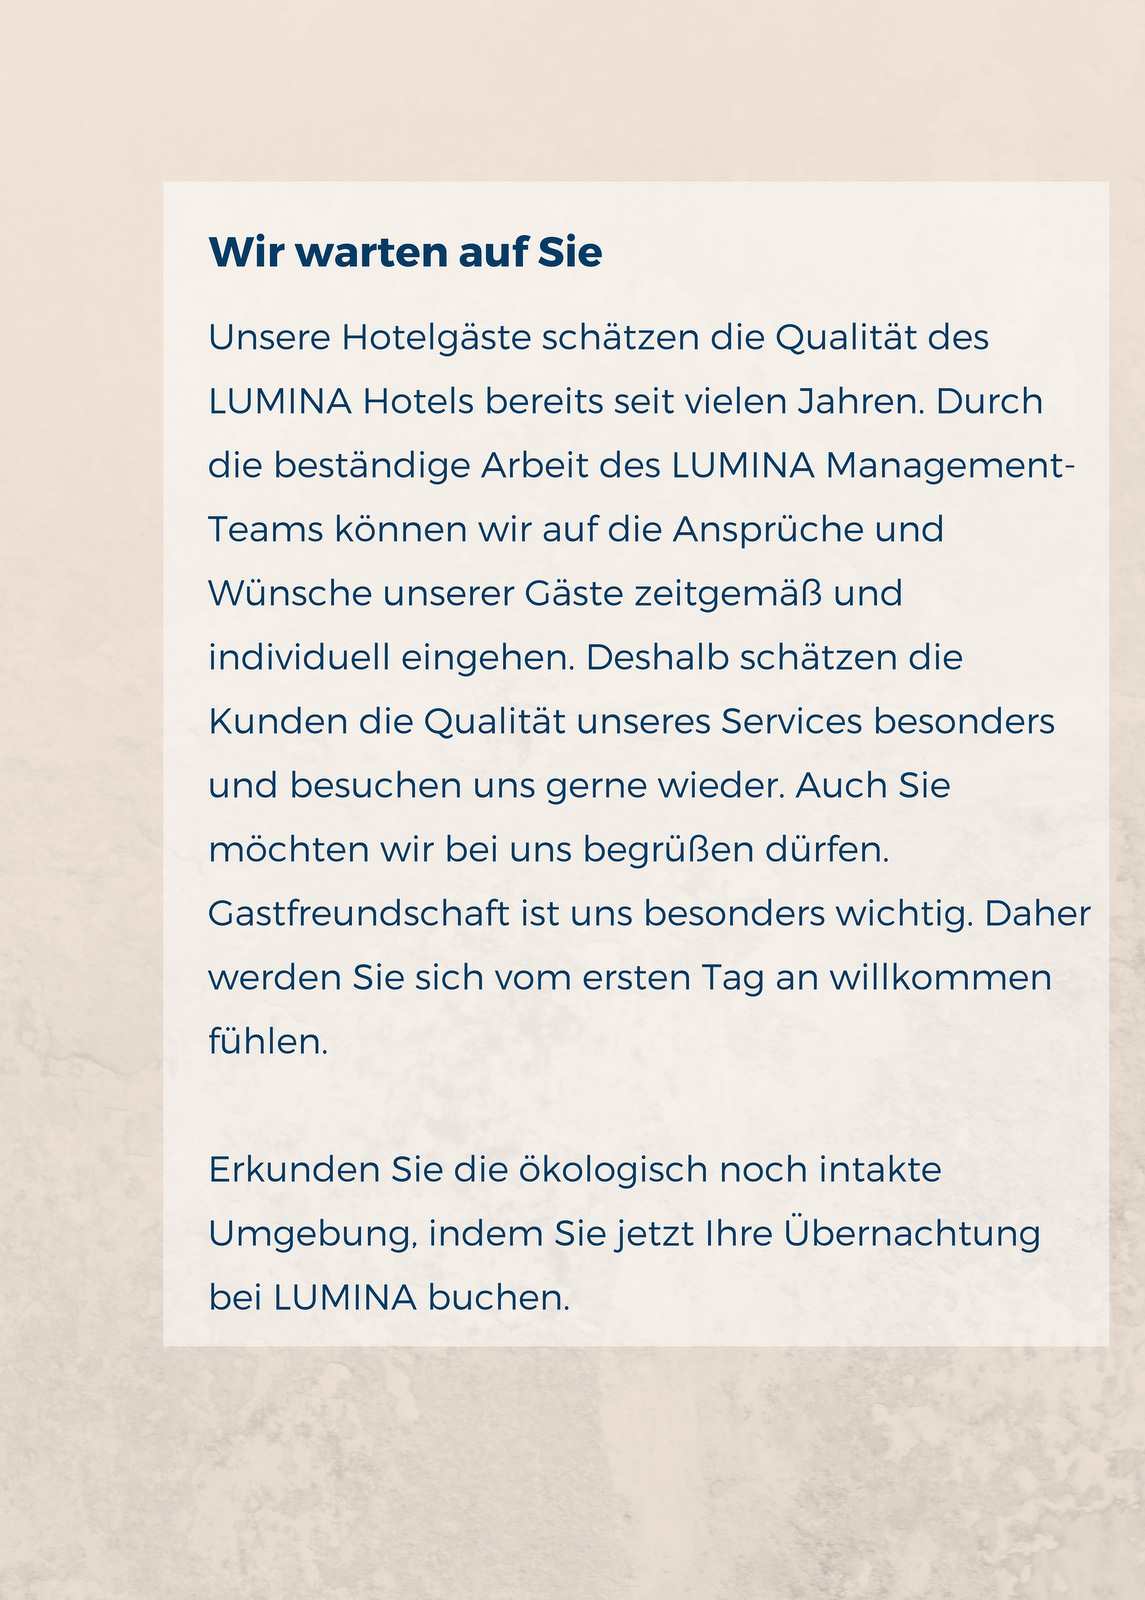 Wir warten auf Sie
Unsere Hotelgäste schätzen die Qualität des
LUMINA Hotels bereits seit vielen Jahren. Durch
die beständige Arbeit des LUMINA Management-
Teams können wir auf die Ansprüche und
Wünsche unserer Gäste zeitgemäß und
individuell eingehen. Deshalb schätzen die
Kunden die Qualität unseres Services besonders
und besuchen uns gerne wieder. Auch Sie
möchten wir bei uns begrüßen dürfen.
Gastfreundschaft ist uns besonders wichtig. Daher
werden Sie sich vom ersten Tag an willkommen
fühlen.
Erkunden Sie die ökologisch noch intakte
Umgebung, indem Sie jetzt Ihre Übernachtung
bei LUMINA buchen.